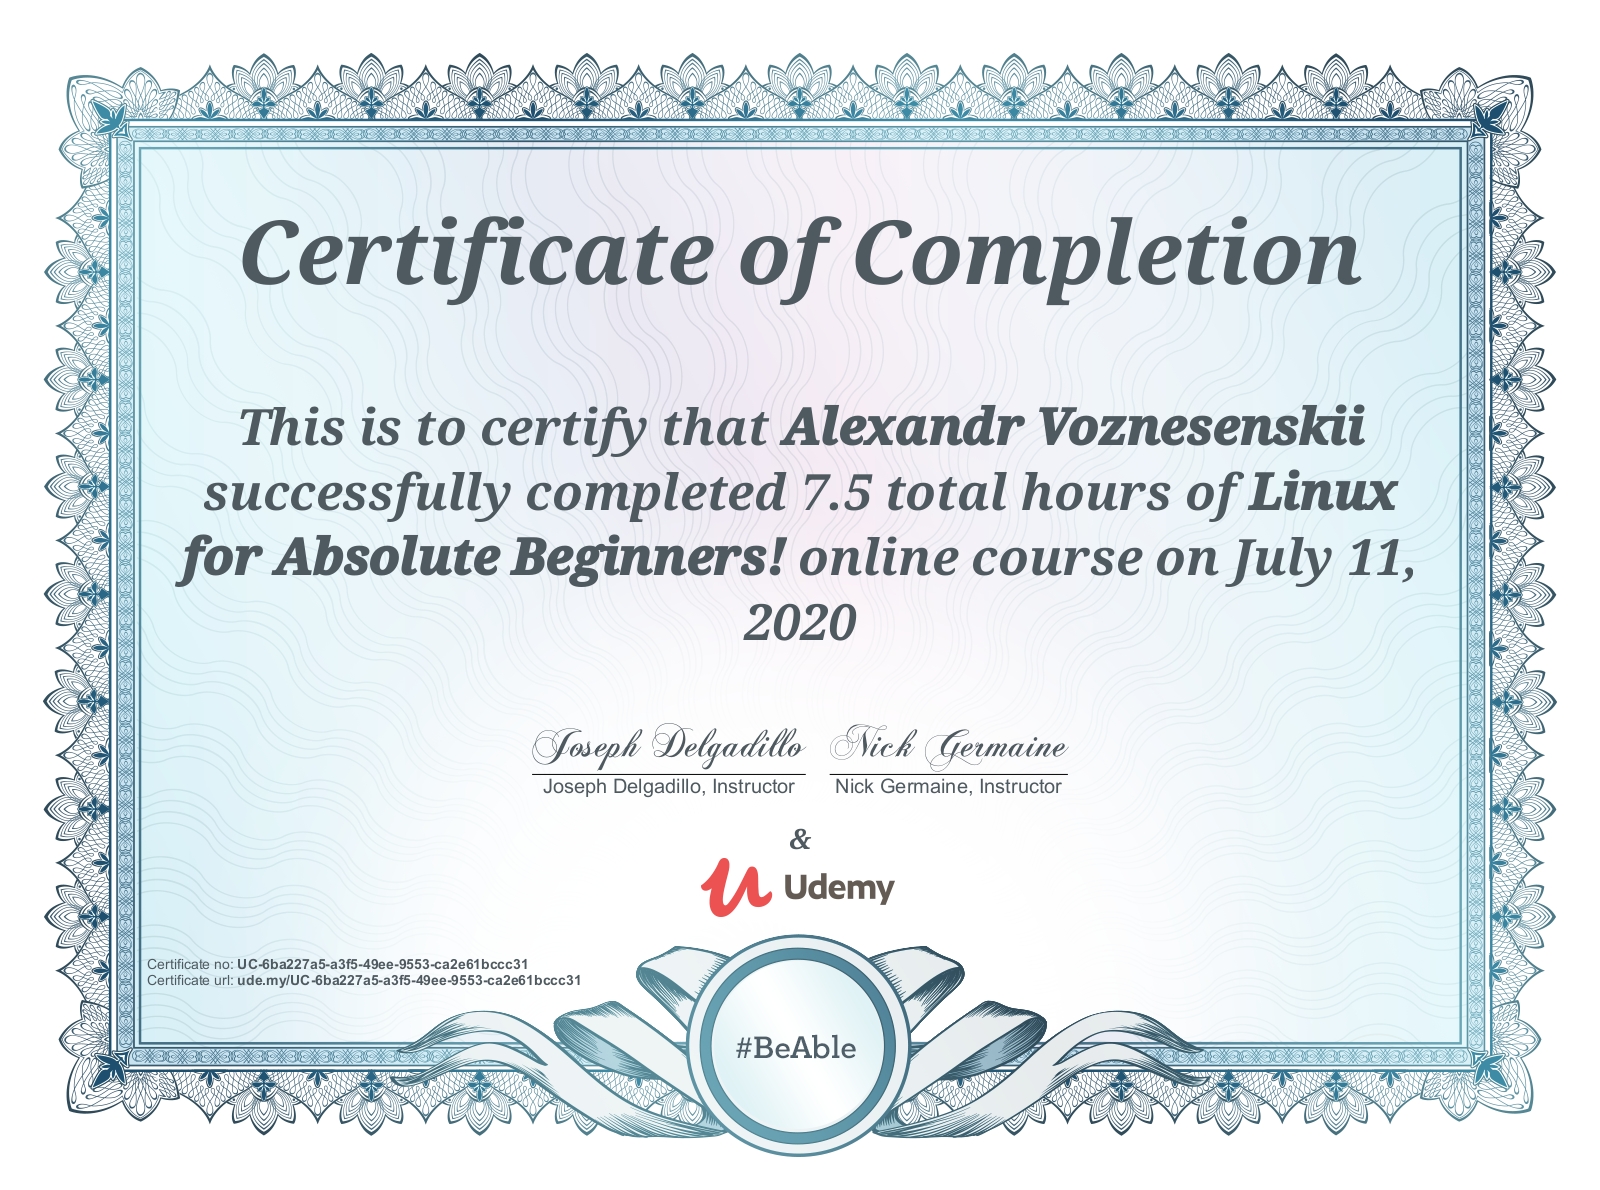 Certificate of Completion
This is to certify that Alexandr Voznesenskii
successfully completed 7.5 total hours of Linux
for Absolute Beginners! online course on July 11,
2020
Joseph Delgadillo Nick Germaine
Joseph Delgadillo, Instructor Nick Germaine, Instructor
&
Udemy
Certificate no: UC-6ba227a5-a3f5-49ee-9553-ca2e61bccc31
Certificate url: ude.my/UC-6ba227a5-a3f5-49ee-9553-ca2e61bccc31
#BeAble